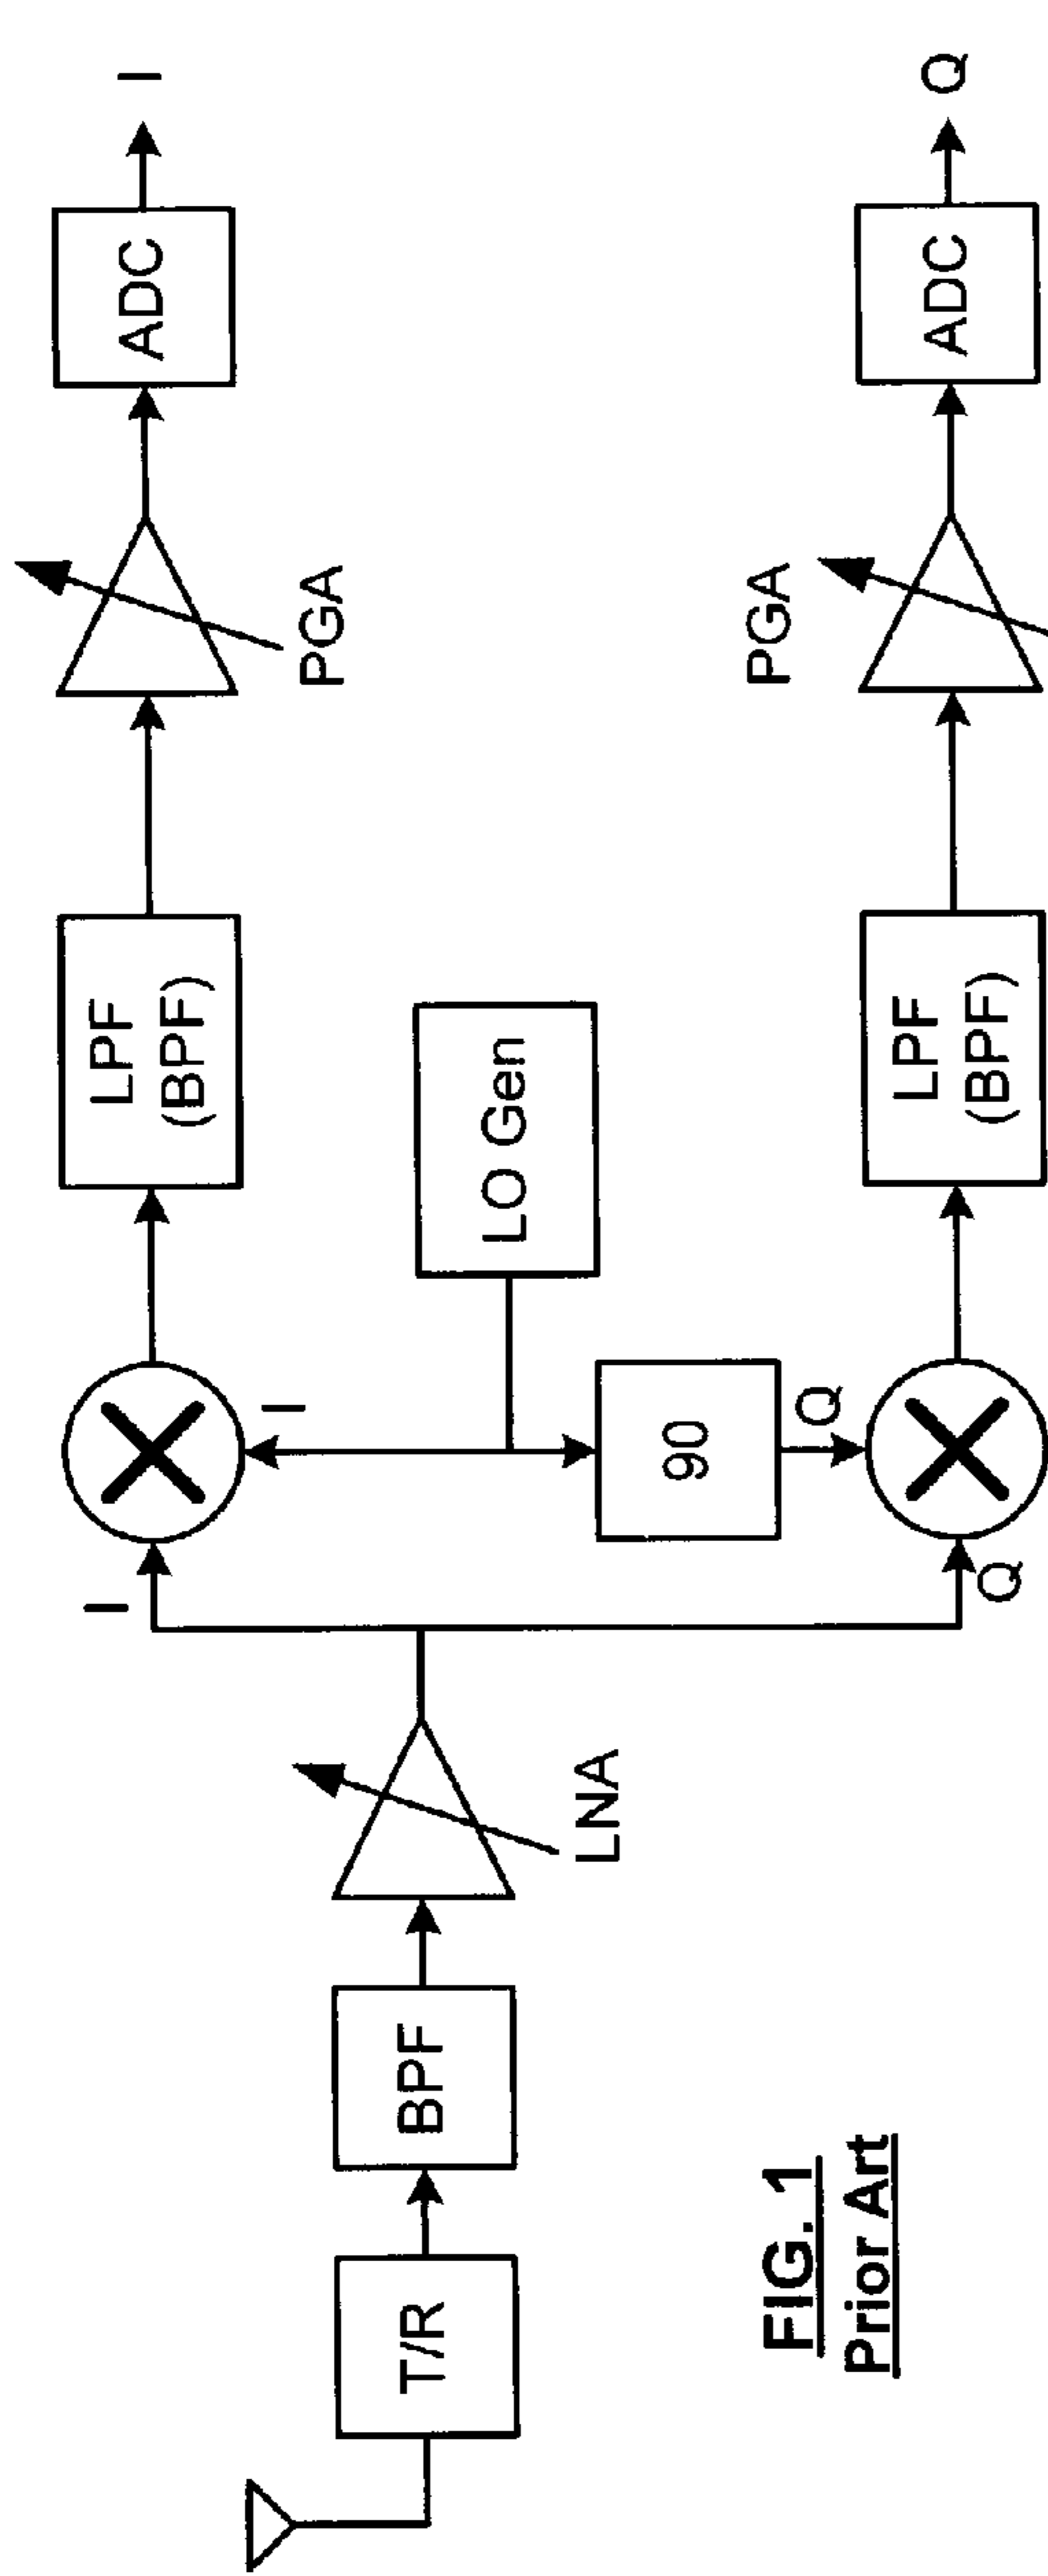 I
ADC
PGA
LPF
(BPF)
I
I
LO Gen
90
Q
Q
LNA
BPF
T/R
Q
ADC
PGA
LPF
(BPF)
FIG. 1
Prior Art